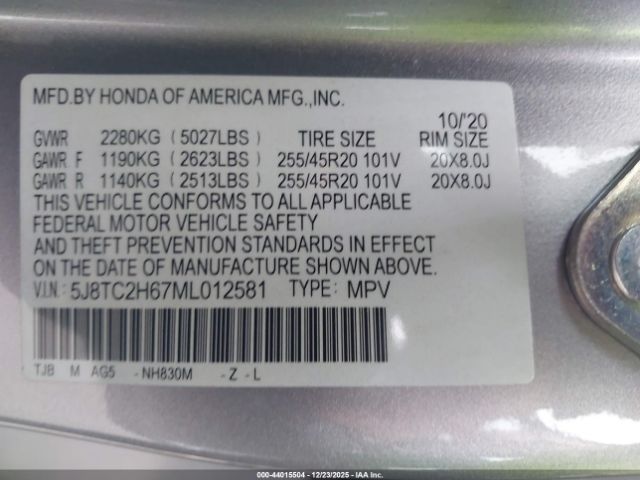 MFD.BY HONDA OF AMERICA MFG.,INC.
10/'20
GVWR 2280KG (5027LBS) TIRE SIZE RIM SIZE
GAWR F 1190KG (2623LBS) 255/45R20 101V 20X8.0J
GAWR R 1140KG (2513LBS) 255/45R20 101V 20X8.0J
THIS VEHICLE CONFORMS TO ALL APPLICABLE
FEDERAL MOTOR VEHICLE SAFETY
AND THEFT PREVENTION STANDARDS IN EFFECT
ON THE DATE OF MANUFACTURE SHOWN ABOVE.
V.I.N.: 5J8TC2H67ML012581 TYPE: MPV
TJB M AG5 -NH830M -Z -L
000-44015504 - 12/23/2025 - IAA Inc.